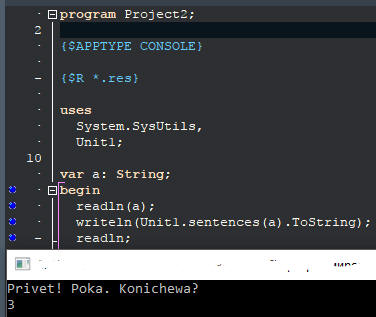 program Project2;
2
{$APPTYPE CONSOLE}
{$R *.res}
uses
System.SysUtils,
Unit1;
10
var a: String;
begin
readln(a);
writeln(Unit1.sentences(a).ToString);
readln;
Privet! Poka. Konichewa?
3